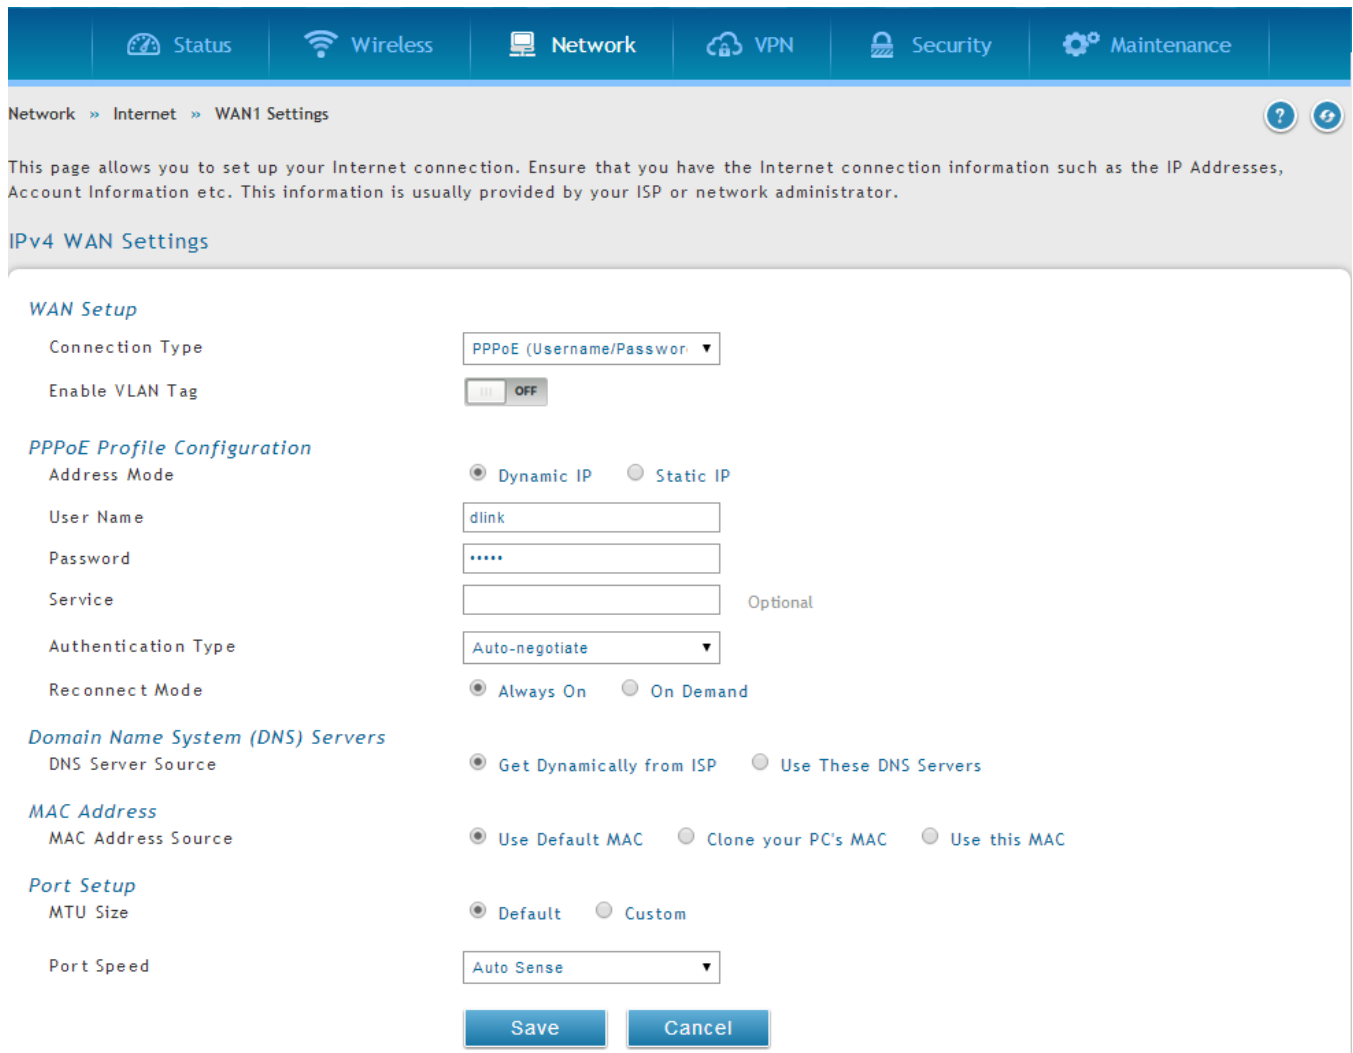 Status Wireless Network VPN Security Maintenance
Network » Internet » WAN1 Settings
This page allows you to set up your Internet connection. Ensure that you have the Internet connection information such as the IP Addresses,
Account Information etc. This information is usually provided by your ISP or network administrator.
IPv4 WAN Settings
WAN Setup
Connection Type PPPoE (Username/Passwor
Enable VLAN Tag OFF
PPPoE Profile Configuration
Address Mode Dynamic IP Static IP
User Name dlink
Password •••••
Service Optional
Authentication Type Auto-negotiate
Reconnect Mode Always On On Demand
Domain Name System (DNS) Servers
DNS Server Source Get Dynamically from ISP Use These DNS Servers
MAC Address
MAC Address Source Use Default MAC Clone your PC's MAC Use this MAC
Port Setup
MTU Size Default Custom
Port Speed Auto Sense
Save Cancel